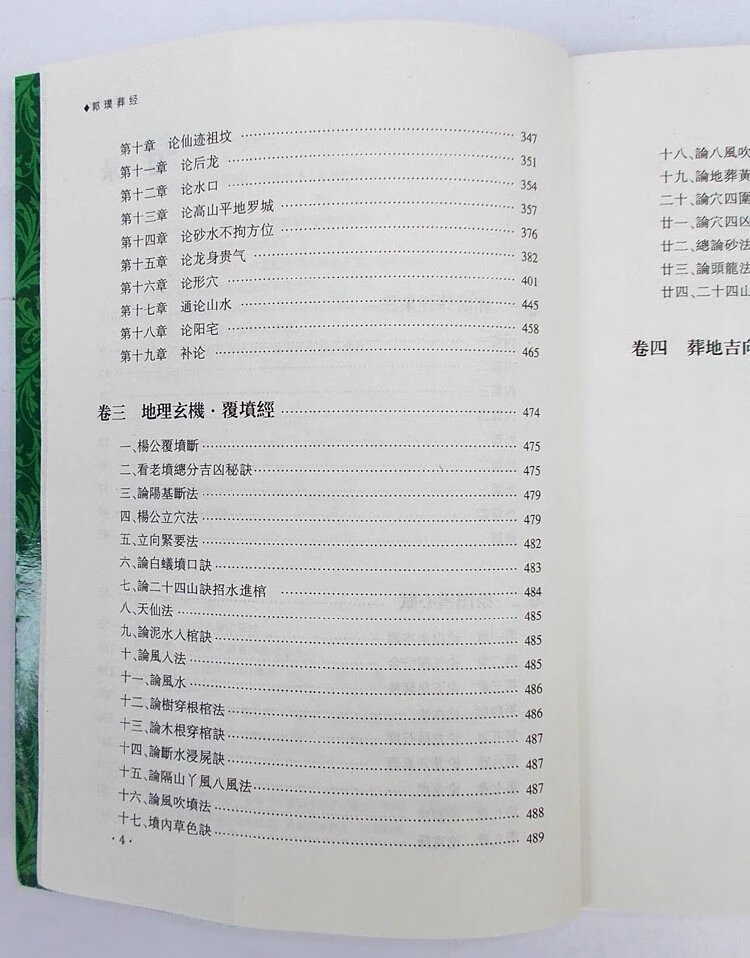 ◆郭璞葬经
第十章 论仙迹祖坟 347
第十一章 论后龙 351
第十二章 论水口 354
第十三章 论高山平地罗城 357
第十四章 论砂水不拘方位 376
第十五章 论龙身贵气 382
第十六章 论形穴 401
第十七章 通论山水 445
第十八章 论阳宅 458
第十九章 补论 465
卷三 地理玄機·覆墳經 474
一、楊公覆墳斷 475
二、看老墳總分吉凶秘訣 475
三、論陽基斷法 479
四、楊公立穴法 479
五、立向緊要法 482
六、論白蟻墳口訣 483
七、論二十四山訣招水進棺 484
八、天仙法 485
九、論泥水入棺訣 485
十、論風入法 485
十一、論風水 486
十二、論樹穿根棺法 486
十三、論木根穿棺訣 487
十四、論斷水浸屍訣 487
十五、論隔山丫風八風法 487
十六、論風吹墳法 488
十七、墳內草色訣 489
·4·
十八、論八風吹
十九、論地葬黃
二十、論穴四圍
廿一、論穴四凶
廿二、總論砂法
廿三、論頭龍法
廿四、二十四山
卷四 葬地吉向